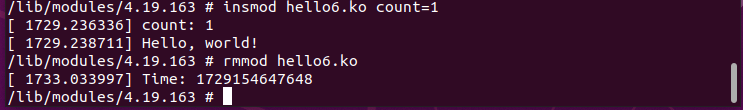 /lib/modules/4.19.163 # insmod hello6.ko count=1
[ 1729.236336] count: 1
[ 1729.238711] Hello, world!
/lib/modules/4.19.163 # rmmod hello6.ko
[ 1733.033997] Time: 1729154647648
/lib/modules/4.19.163 #